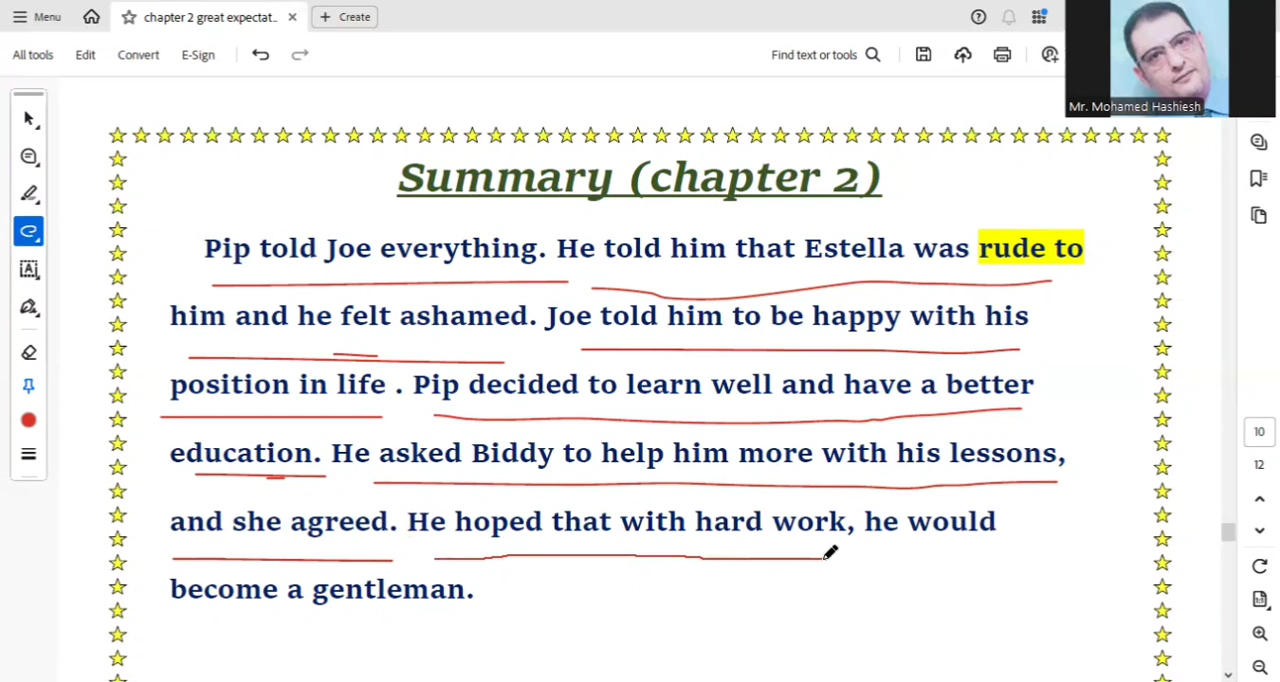 Menu
chapter 2 great expectat..
Create
All tools
Edit
Convert
E-Sign
Find text or tools
Mr. Mohamed Hashiesh
Summary (chapter 2)
Pip told Joe everything. He told him that Estella was rude to
him and he felt ashamed. Joe told him to be happy with his
position in life . Pip decided to learn well and have a better
education. He asked Biddy to help him more with his lessons,
and she agreed. He hoped that with hard work, he would
become a gentleman.
10
12